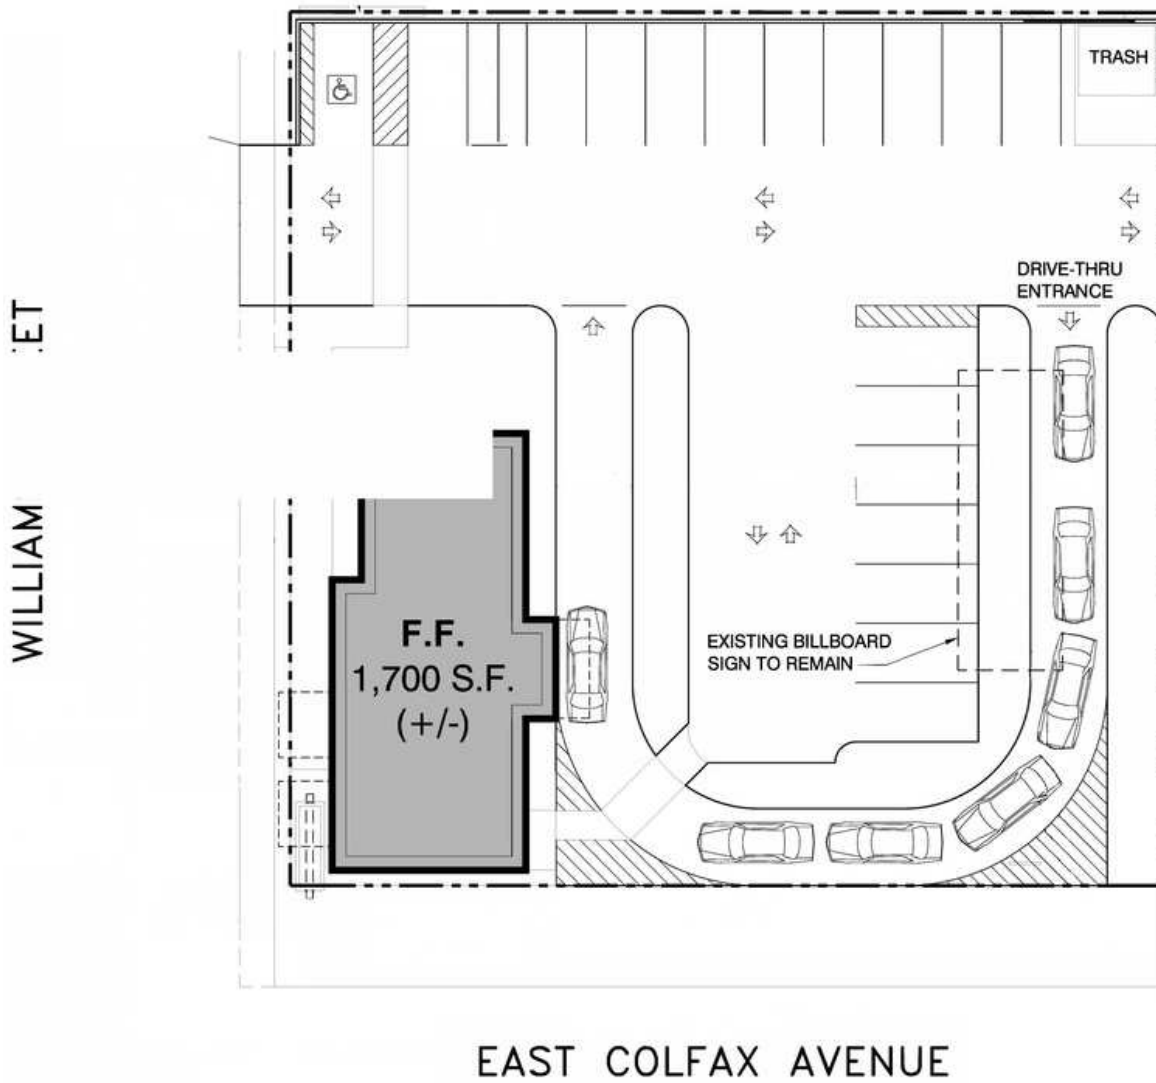 TRASH
DRIVE-THRU
ENTRANCE
WILLIAM
ET
F.F.
1,700 S.F.
(+/-)
EXISTING BILLBOARD
SIGN TO REMAIN
EAST COLFAX AVENUE